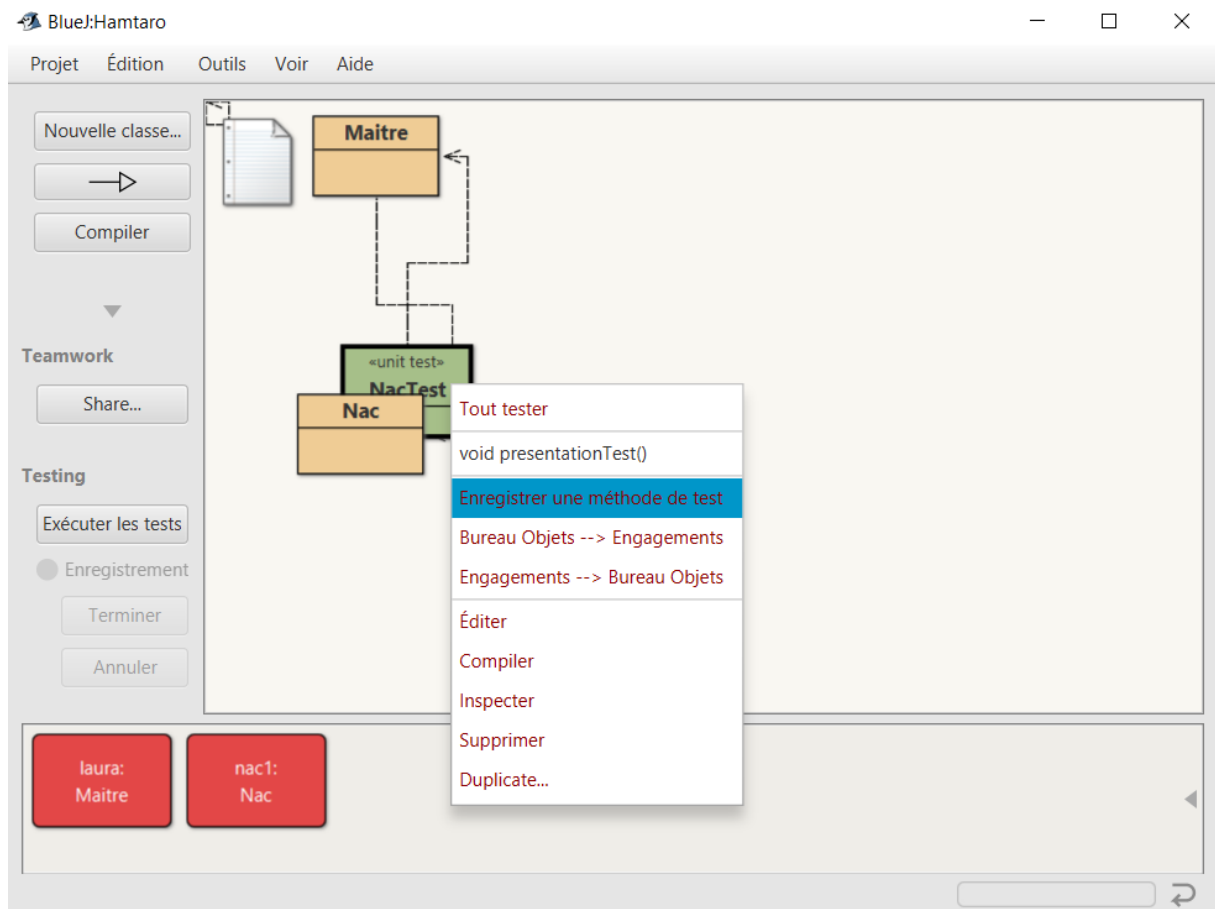 BlueJ:Hamtaro
Projet Édition Outils Voir Aide
Nouvelle classe...
Compiler
Teamwork
Share...
Testing
Exécuter les tests
Enregistrement
Terminer
Annuler
Maitre
«unit test»
NacTest
Nac
Tout tester
void presentationTest()
Enregistrer une méthode de test
Bureau Objets --> Engagements
Engagements --> Bureau Objets
Éditer
Compiler
Inspecter
Supprimer
Duplicate...
laura:
Maitre
nac1:
Nac